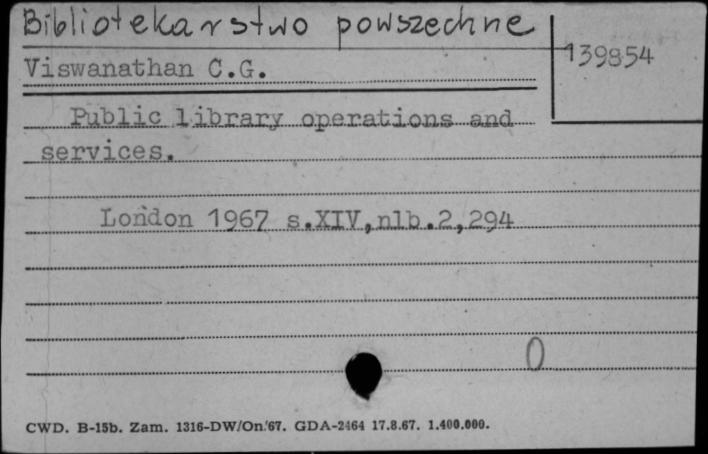 Bibliotekarstwo powszechne
139854
Viswanathan C.G.
Public library operations and
services.
London 1967 s.XIV,nlb.2,294
0
CWD. B-15b. Zam. 1316-DW/On.'67. GDA-2464 17.8.67. 1.400.000.